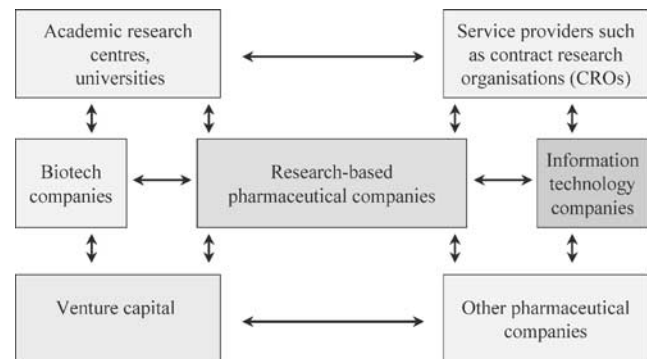 Academic research
centres,
universities
Service providers such
as contract research
organisations (CROs)
Biotech
companies
Research-based
pharmaceutical companies
Information
technology
companies
Venture capital
Other pharmaceutical
companies